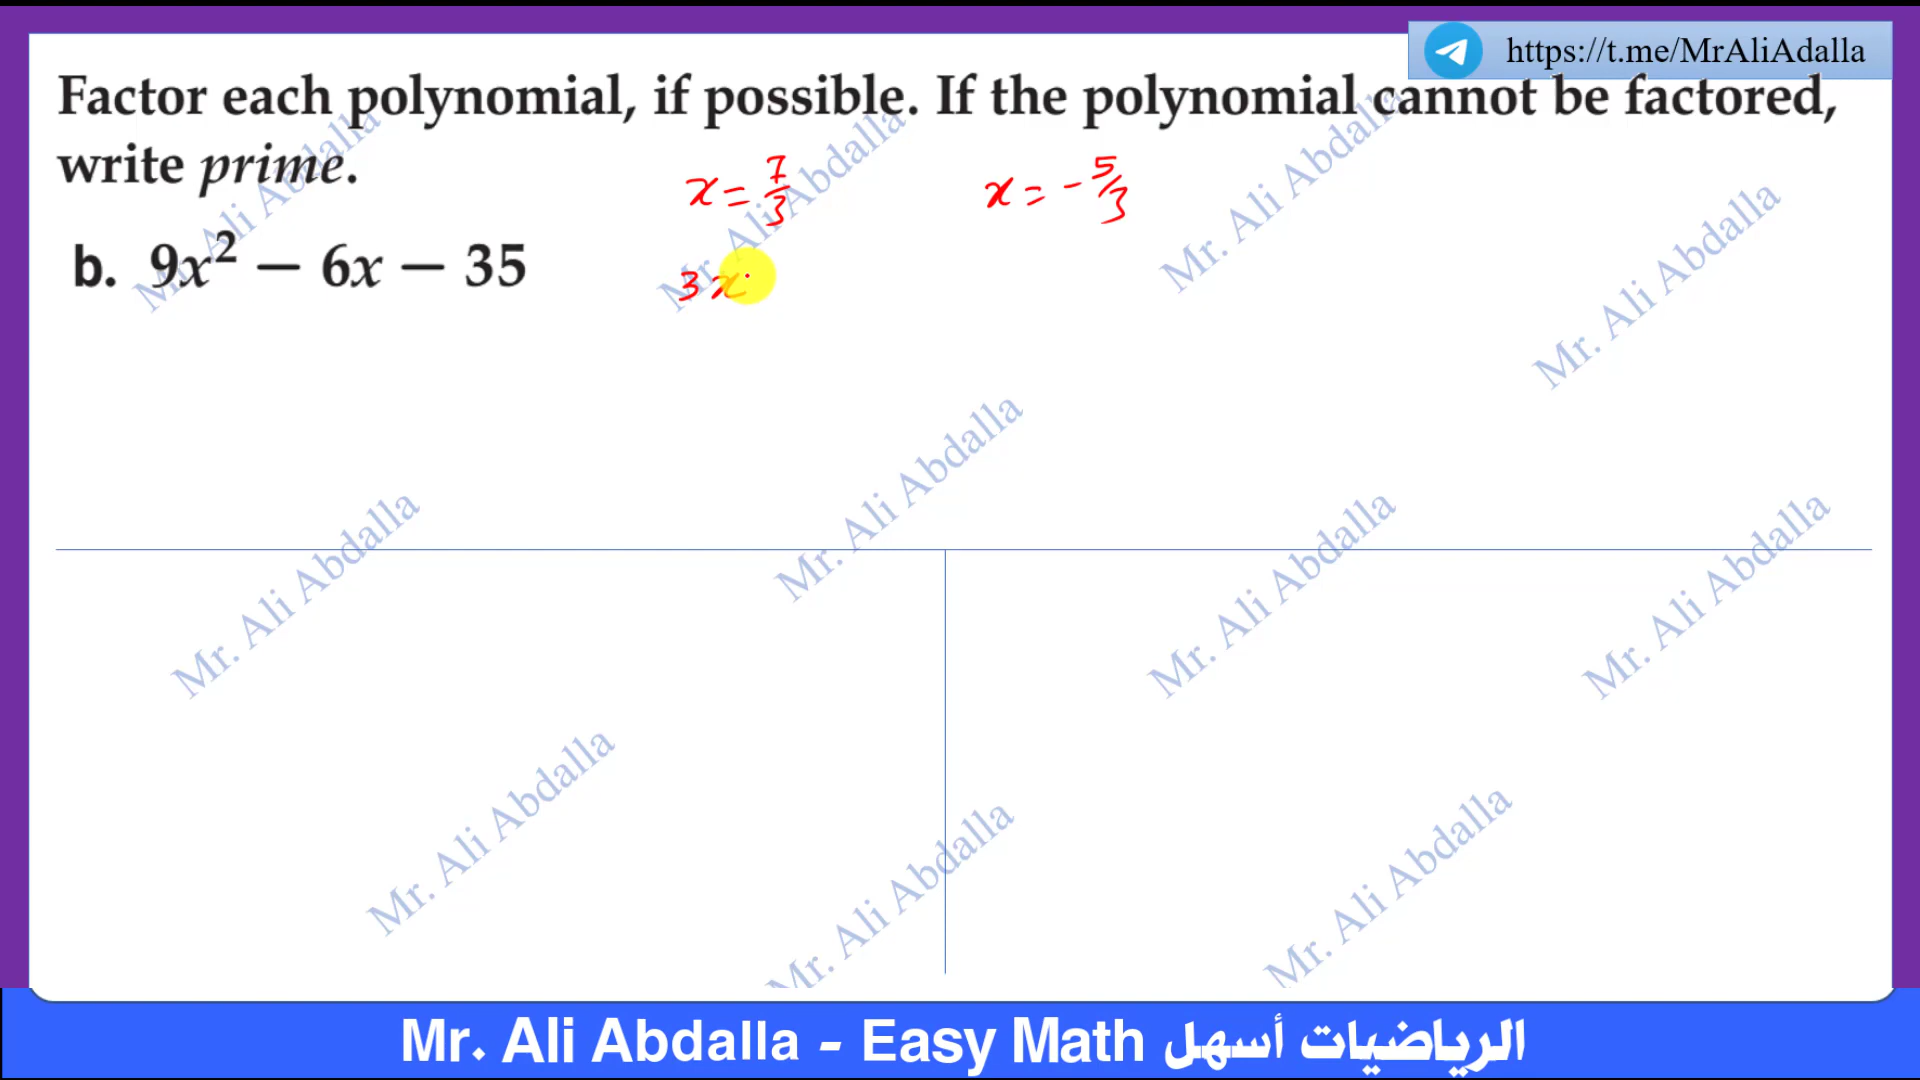 https://t.me/MrAliAdalla
Factor each polynomial, if possible. If the polynomial cannot be factored,
write prime.
x = 7/3
x = - 5/3
b. 9x² − 6x − 35
3x
Mr. Ali Abdalla
Mr. Ali Abdalla
Mr. Ali Abdalla
Mr. Ali Abdalla
Mr. Ali Abdalla
Mr. Ali Abdalla
Mr. Ali Abdalla
Mr. Ali Abdalla
Mr. Ali Abdalla
Mr. Ali Abdalla
Mr. Ali Abdalla
Mr. Ali Abdalla - Easy Math الرياضيات أسهل